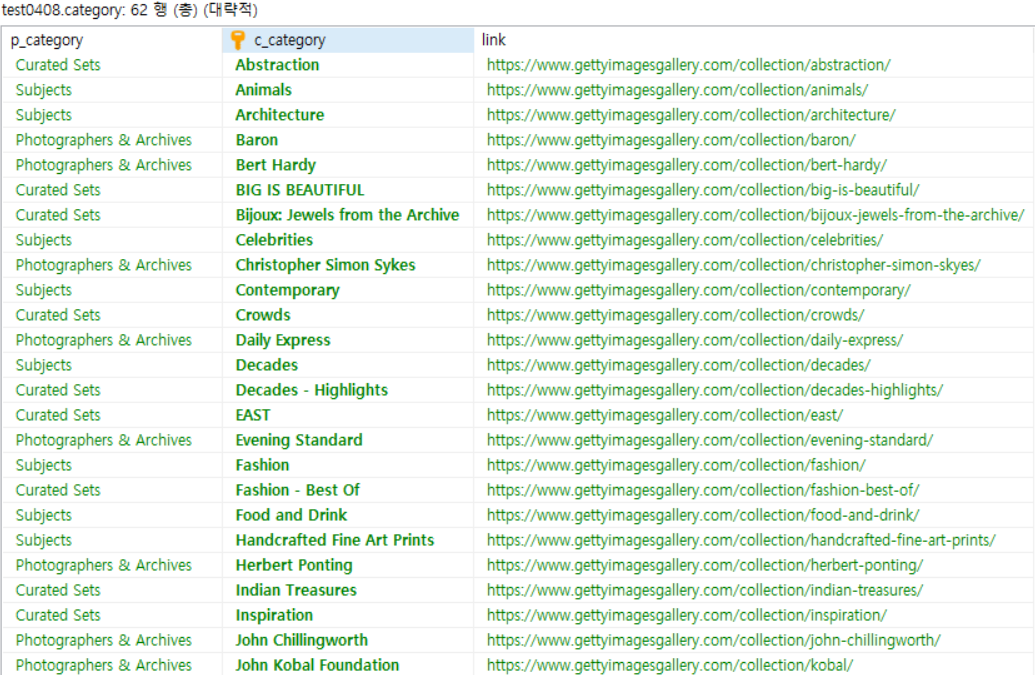 test0408.category: 62 행 (총) (대략적)
p_category c_category link
Curated Sets Abstraction https://www.gettyimagesgallery.com/collection/abstraction/
Subjects Animals https://www.gettyimagesgallery.com/collection/animals/
Subjects Architecture https://www.gettyimagesgallery.com/collection/architecture/
Photographers & Archives Baron https://www.gettyimagesgallery.com/collection/baron/
Photographers & Archives Bert Hardy https://www.gettyimagesgallery.com/collection/bert-hardy/
Curated Sets BIG IS BEAUTIFUL https://www.gettyimagesgallery.com/collection/big-is-beautiful/
Curated Sets Bijoux: Jewels from the Archive https://www.gettyimagesgallery.com/collection/bijoux-jewels-from-the-archive/
Subjects Celebrities https://www.gettyimagesgallery.com/collection/celebrities/
Photographers & Archives Christopher Simon Sykes https://www.gettyimagesgallery.com/collection/christopher-simon-skyes/
Subjects Contemporary https://www.gettyimagesgallery.com/collection/contemporary/
Curated Sets Crowds https://www.gettyimagesgallery.com/collection/crowds/
Photographers & Archives Daily Express https://www.gettyimagesgallery.com/collection/daily-express/
Subjects Decades https://www.gettyimagesgallery.com/collection/decades/
Curated Sets Decades - Highlights https://www.gettyimagesgallery.com/collection/decades-highlights/
Curated Sets EAST https://www.gettyimagesgallery.com/collection/east/
Photographers & Archives Evening Standard https://www.gettyimagesgallery.com/collection/evening-standard/
Subjects Fashion https://www.gettyimagesgallery.com/collection/fashion/
Curated Sets Fashion - Best Of https://www.gettyimagesgallery.com/collection/fashion-best-of/
Subjects Food and Drink https://www.gettyimagesgallery.com/collection/food-and-drink/
Subjects Handcrafted Fine Art Prints https://www.gettyimagesgallery.com/collection/handcrafted-fine-art-prints/
Photographers & Archives Herbert Ponting https://www.gettyimagesgallery.com/collection/herbert-ponting/
Curated Sets Indian Treasures https://www.gettyimagesgallery.com/collection/indian-treasures/
Curated Sets Inspiration https://www.gettyimagesgallery.com/collection/inspiration/
Photographers & Archives John Chillingworth https://www.gettyimagesgallery.com/collection/john-chillingworth/
Photographers & Archives John Kobal Foundation https://www.gettyimagesgallery.com/collection/kobal/